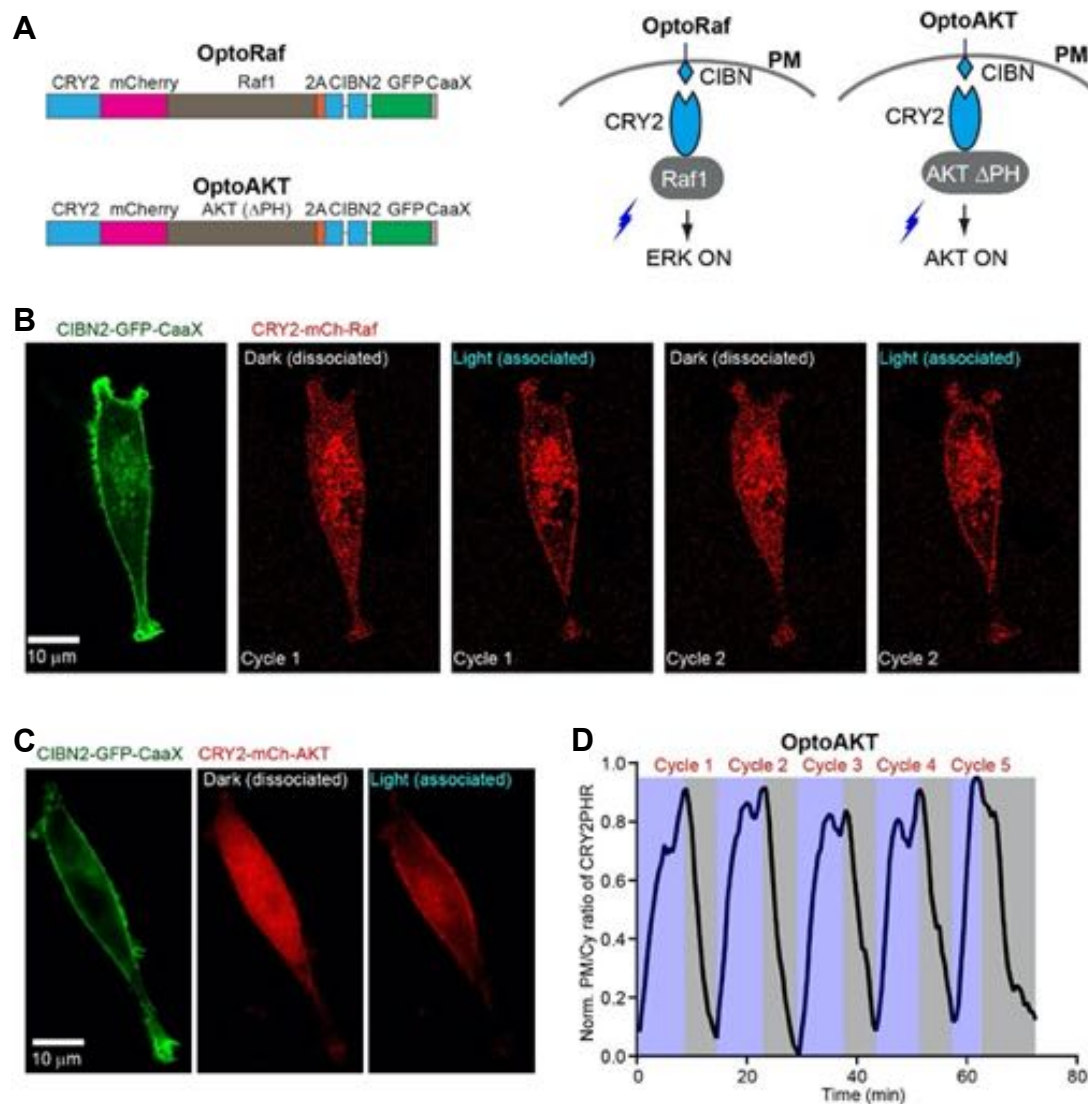 A
OptoRaf
CRY2 mCherry Raf1 2A CIBN2 GFP CaaX
OptoAKT
CRY2 mCherry AKT (ΔPH) 2A CIBN2 GFP CaaX
OptoRaf
PM
CIBN
CRY2
Raf1
ERK ON
OptoAKT
PM
CIBN
CRY2
AKT ΔPH
AKT ON
B
CIBN2-GFP-CaaX CRY2-mCh-Raf
Dark (dissociated) Light (associated) Dark (dissociated) Light (associated)
10 μm Cycle 1 Cycle 1 Cycle 2 Cycle 2
C
CIBN2-GFP-CaaX CRY2-mCh-AKT
Dark (dissociated) Light (associated)
10 μm
D
OptoAKT
Cycle 1 Cycle 2 Cycle 3 Cycle 4 Cycle 5
Norm. PM/Cy ratio of CRY2PHR
1.0
0.8
0.6
0.4
0.2
0.0
0 20 40 60 80
Time (min)